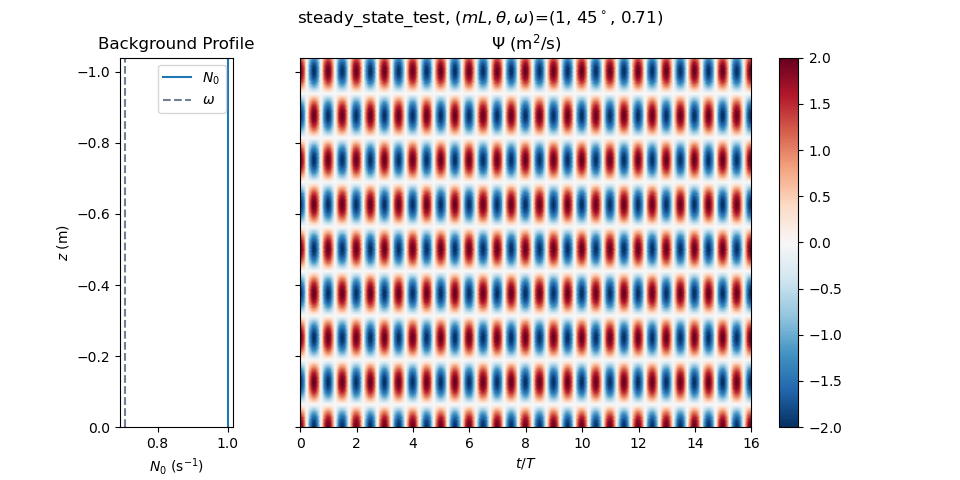 steady_state_test, (mL, θ, ω)=(1, 45°, 0.71)
Background Profile
Ψ (m²/s)
N₀
ω
−1.0
−0.8
−0.6
−0.4
−0.2
0.0
z (m)
0.8 1.0
N₀ (s⁻¹)
0 2 4 6 8 10 12 14 16
t/T
2.0
1.5
1.0
0.5
0.0
−0.5
−1.0
−1.5
−2.0